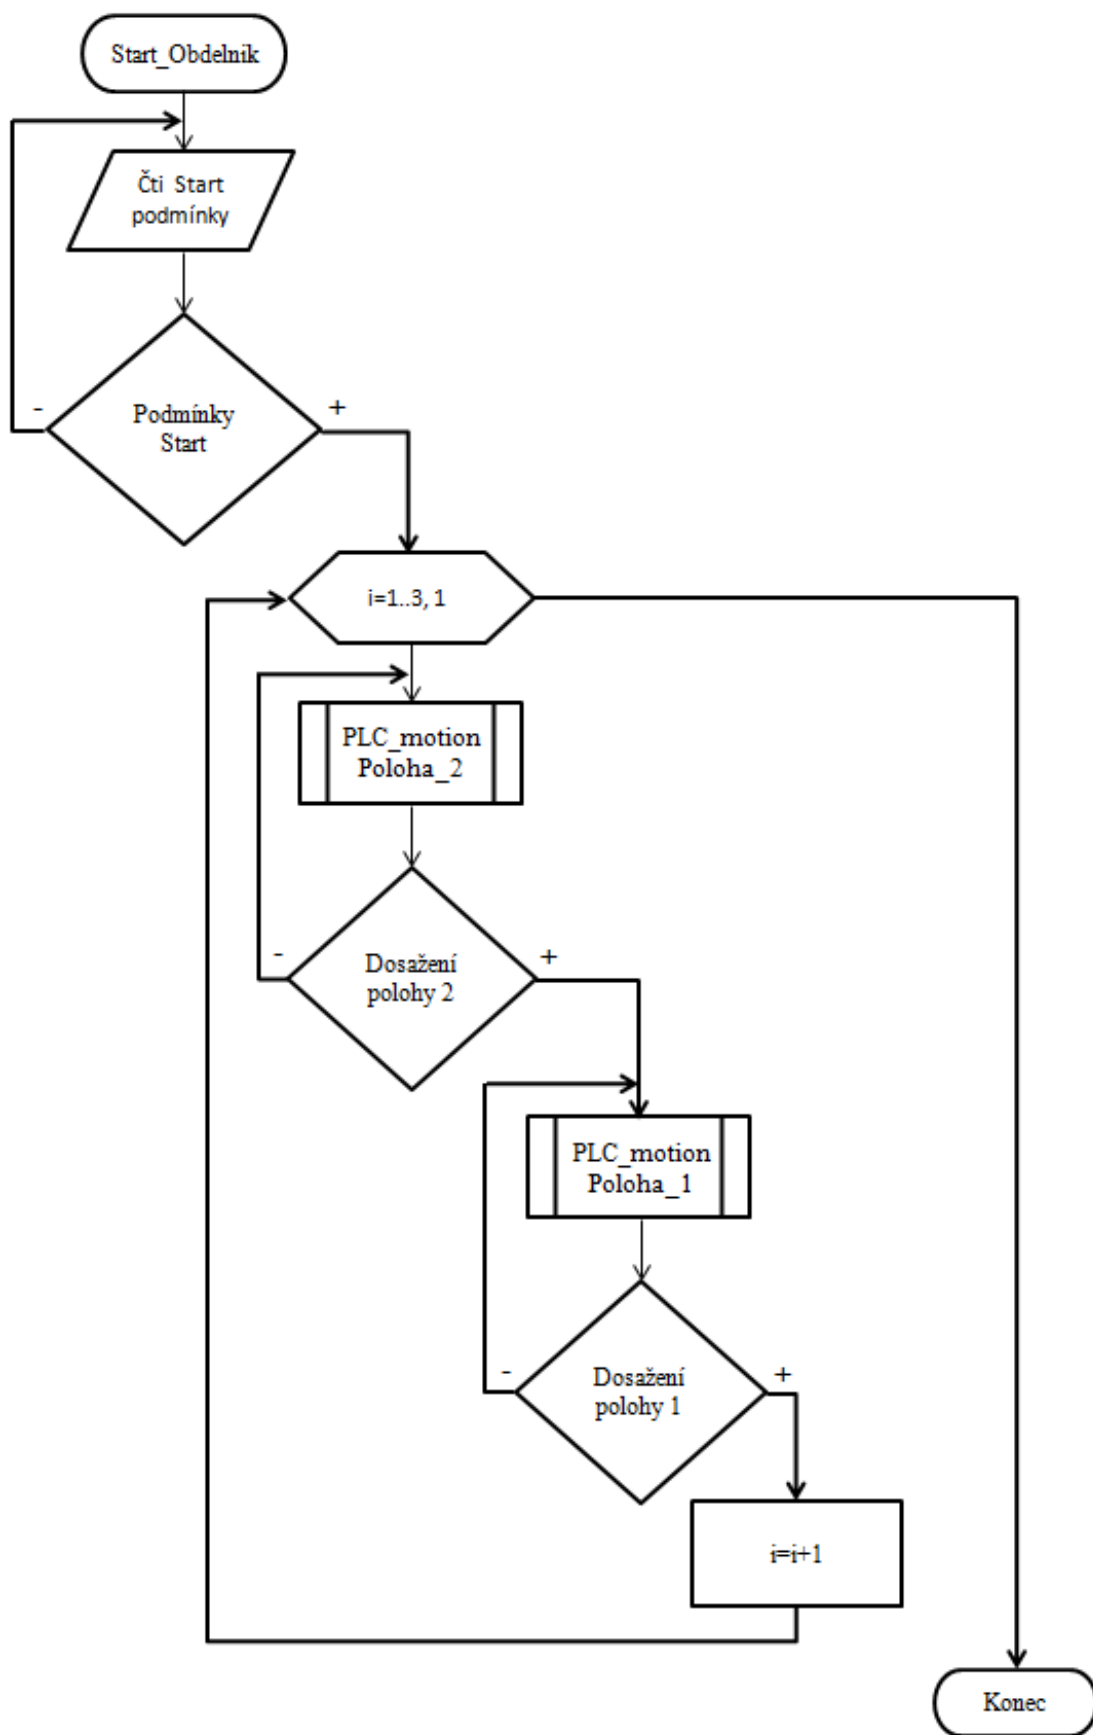 Start_Obdelnik
Čti Start
podmínky
-
+
Podmínky
Start
i=1..3, 1
PLC_motion
Poloha_2
-
+
Dosažení
polohy 2
PLC_motion
Poloha_1
-
+
Dosažení
polohy 1
i=i+1
Konec